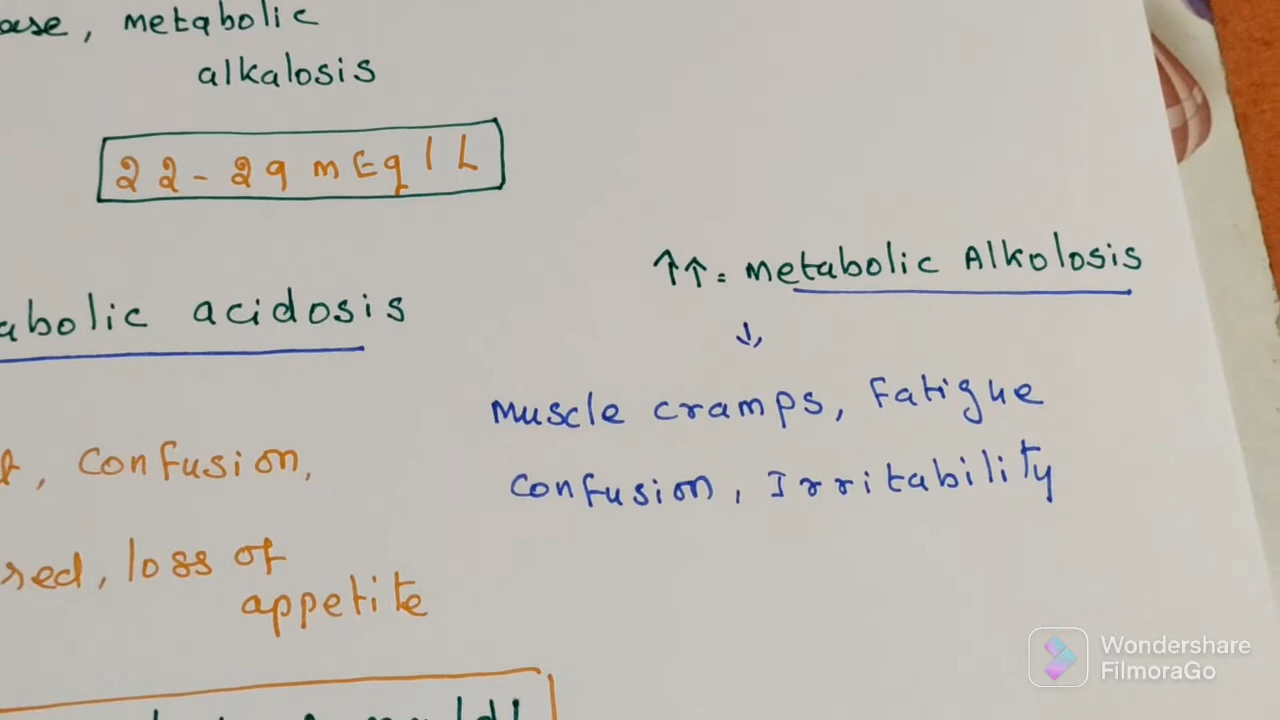 ase, metabolic
alkalosis
22-29 mEq/L
↑↑ = metabolic Alkolosis
abolic acidosis
↓
Muscle cramps, Fatigue
confusion, Irritability
, confusion,
red, loss of
appetite
Wondershare
FilmoraGo